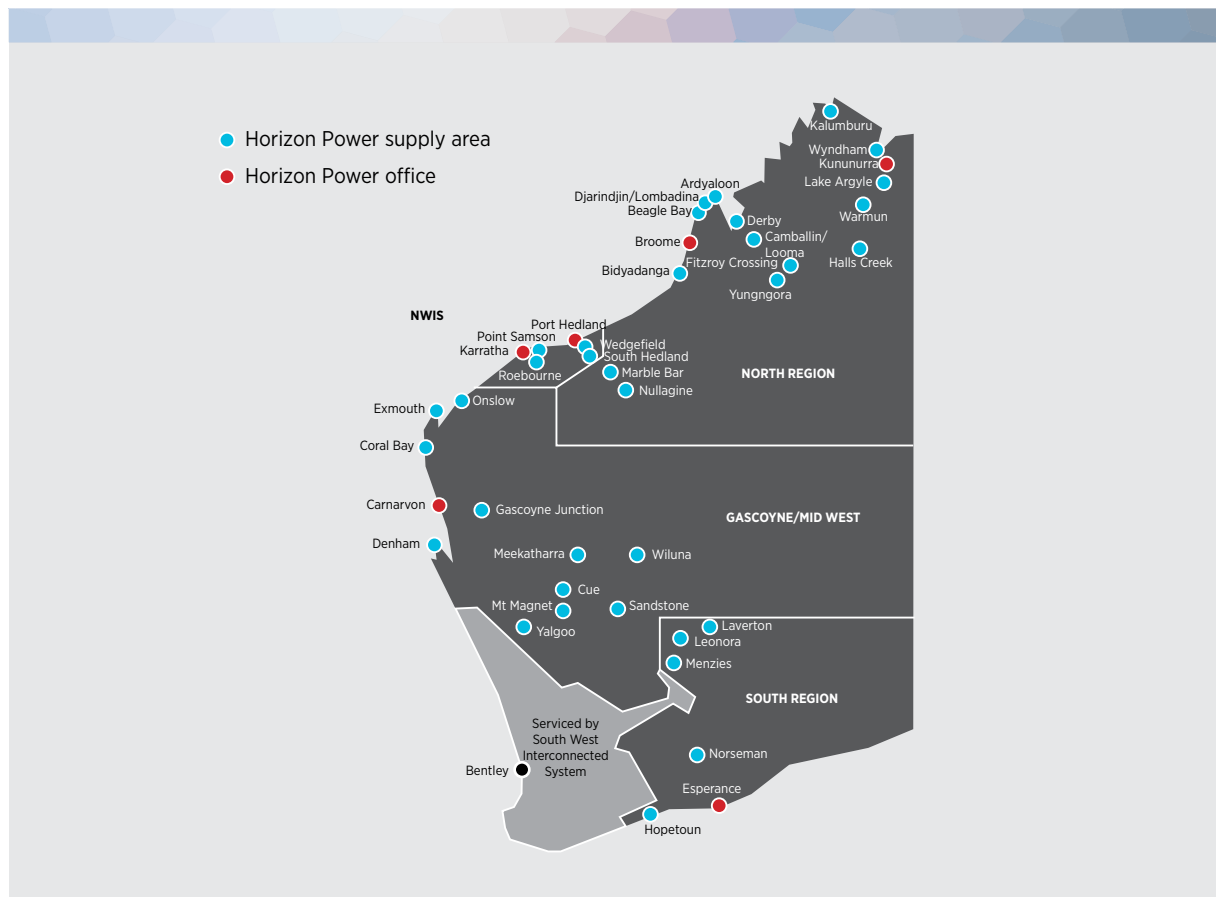 Horizon Power supply area
Horizon Power office
Kalumburu
Wyndham
Kununurra
Lake Argyle
Ardyaloon
Djarindjin/Lombadina
Beagle Bay
Warmun
Derby
Broome
Camballin/
Looma
Fitzroy Crossing
Halls Creek
Bidyadanga
Yungngora
NWIS
Port Hedland
Point Samson
Karratha
Wedgefield
South Hedland
Roebourne
Marble Bar
NORTH REGION
Nullagine
Onslow
Exmouth
Coral Bay
Carnarvon
Gascoyne Junction
GASCOYNE/MID WEST
Denham
Meekatharra
Wiluna
Cue
Mt Magnet
Sandstone
Yalgoo
Laverton
Leonora
Menzies
SOUTH REGION
Serviced by
South West
Interconnected
System
Norseman
Bentley
Esperance
Hopetoun